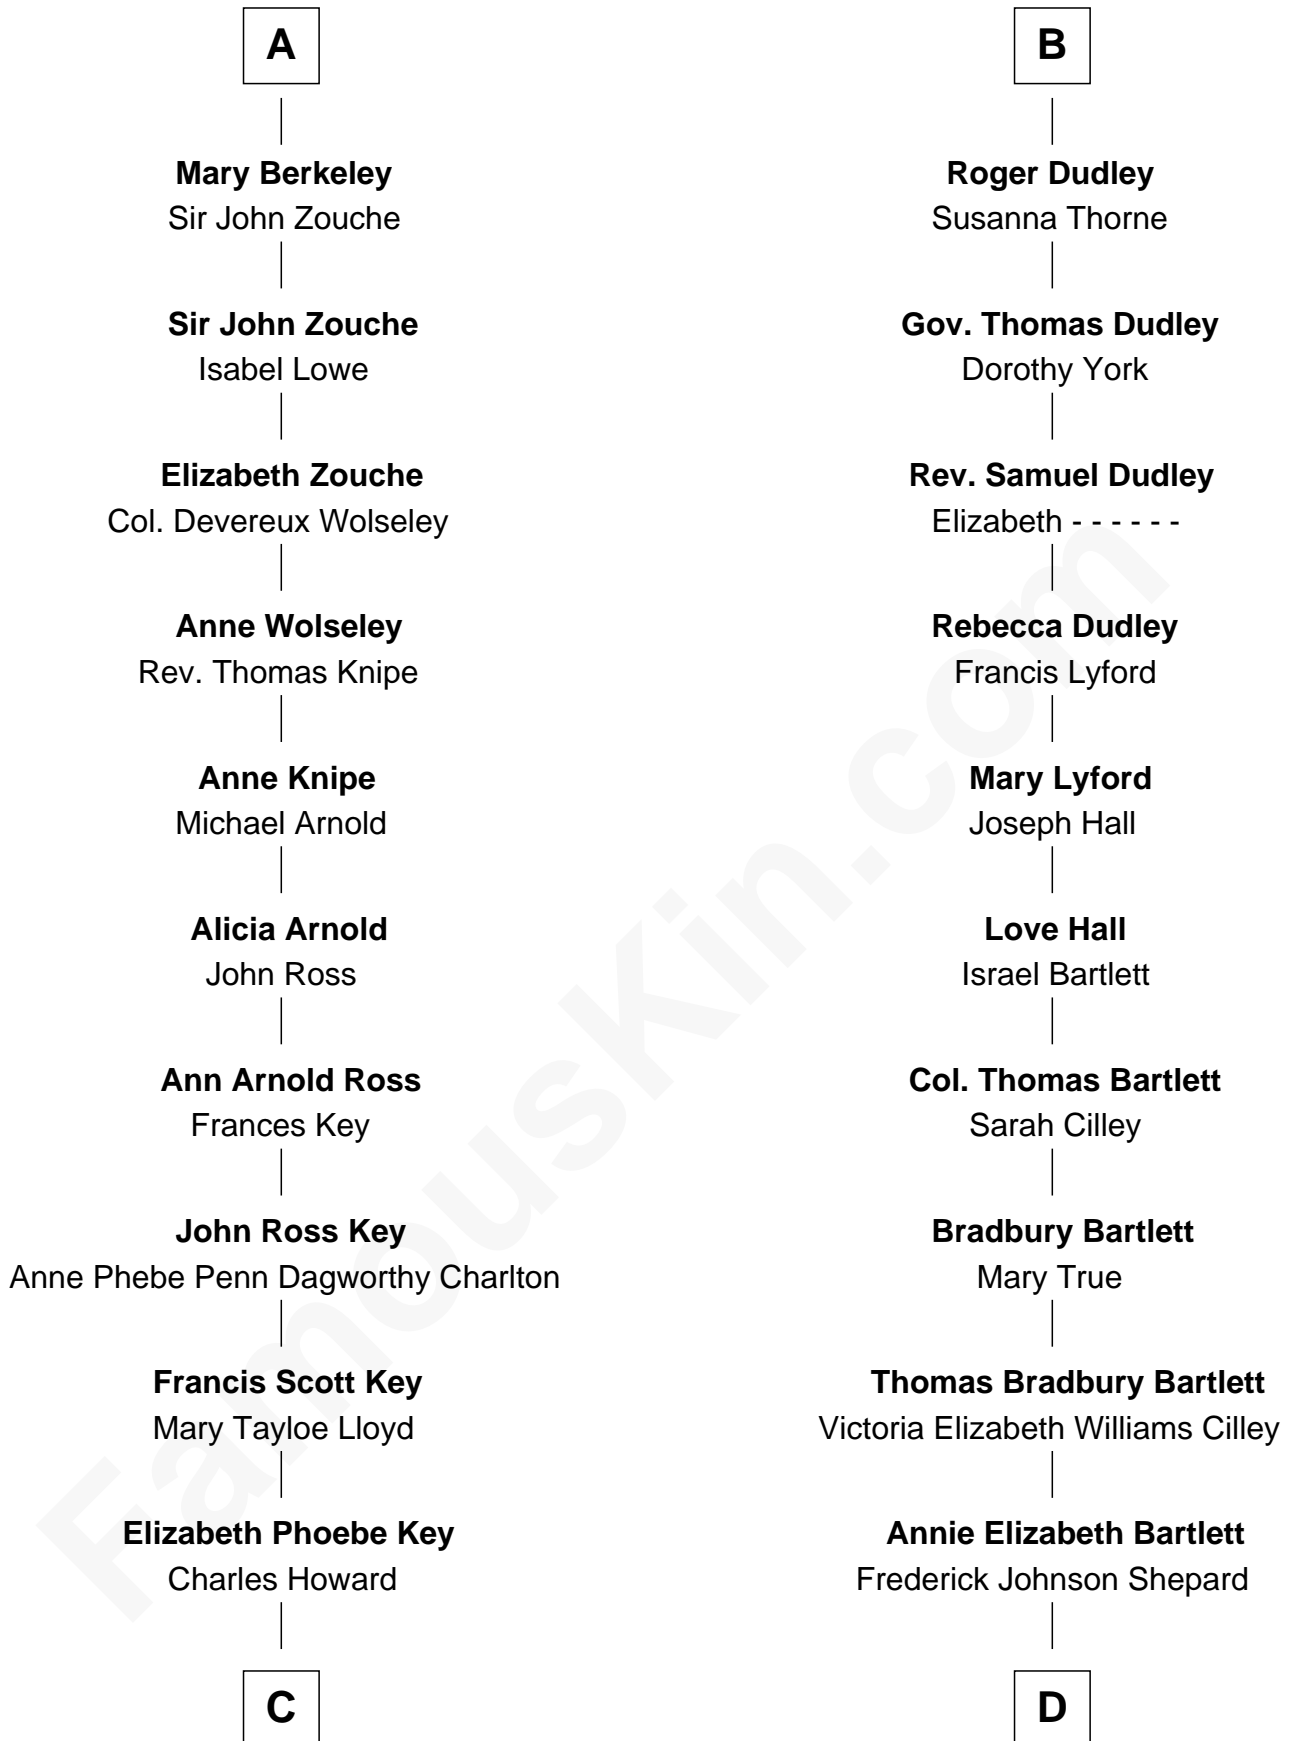 A
Mary Berkeley
Sir John Zouche
Sir John Zouche
Isabel Lowe
Elizabeth Zouche
Col. Devereux Wolseley
Anne Wolseley
Rev. Thomas Knipe
Anne Knipe
Michael Arnold
Alicia Arnold
John Ross
Ann Arnold Ross
Frances Key
John Ross Key
Anne Phebe Penn Dagworthy Charlton
Francis Scott Key
Mary Tayloe Lloyd
Elizabeth Phoebe Key
Charles Howard
C
B
Roger Dudley
Susanna Thorne
Gov. Thomas Dudley
Dorothy York
Rev. Samuel Dudley
Elizabeth - - - - - -
Rebecca Dudley
Francis Lyford
Mary Lyford
Joseph Hall
Love Hall
Israel Bartlett
Col. Thomas Bartlett
Sarah Cilley
Bradbury Bartlett
Mary True
Thomas Bradbury Bartlett
Victoria Elizabeth Williams Cilley
Annie Elizabeth Bartlett
Frederick Johnson Shepard
D
FamousKin.com